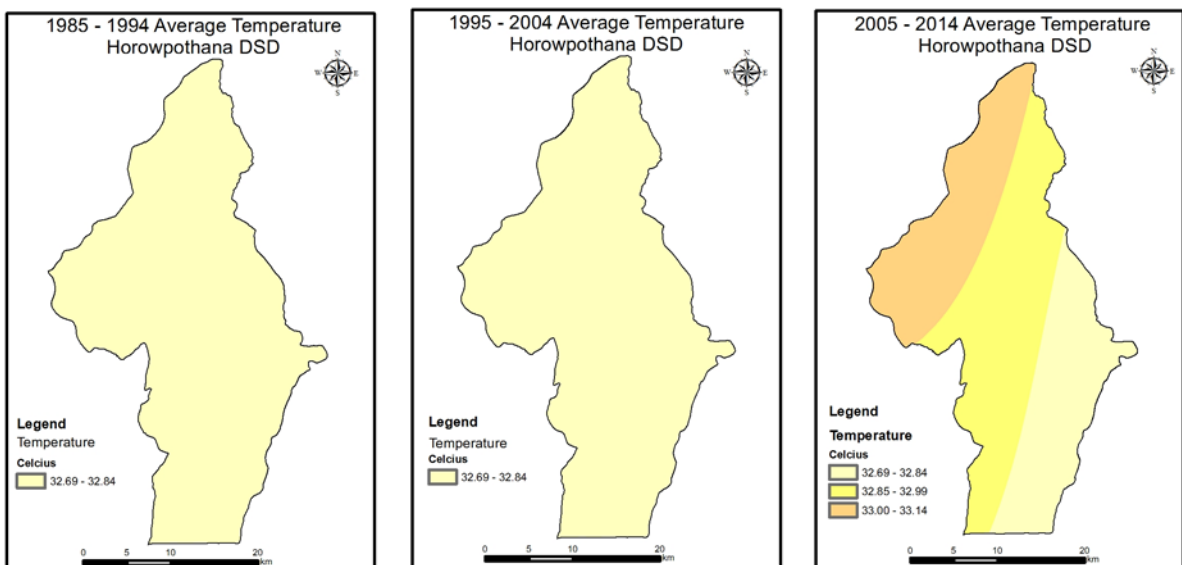 1985 - 1994 Average Temperature
Horowpothana DSD
N
W E
S
Legend
Temperature
Celcius
32.69 - 32.84
0 5 10 20
km
1995 - 2004 Average Temperature
Horowpothana DSD
N
W E
S
Legend
Temperature
Celcius
32.69 - 32.84
0 5 10 20
km
2005 - 2014 Average Temperature
Horowpothana DSD
N
W E
S
Legend
Temperature
Celcius
32.69 - 32.84
32.85 - 32.99
33.00 - 33.14
0 5 10 20
km